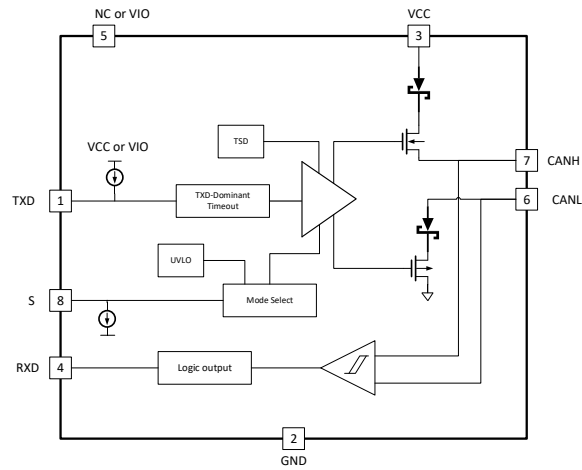 NC or VIO
VCC
5
3
TSD
VCC or VIO
7
CANH
TXD
1
TXD-Dominant
Timeout
6
CANL
UVLO
S
8
Mode Select
RXD
4
Logic output
2
GND